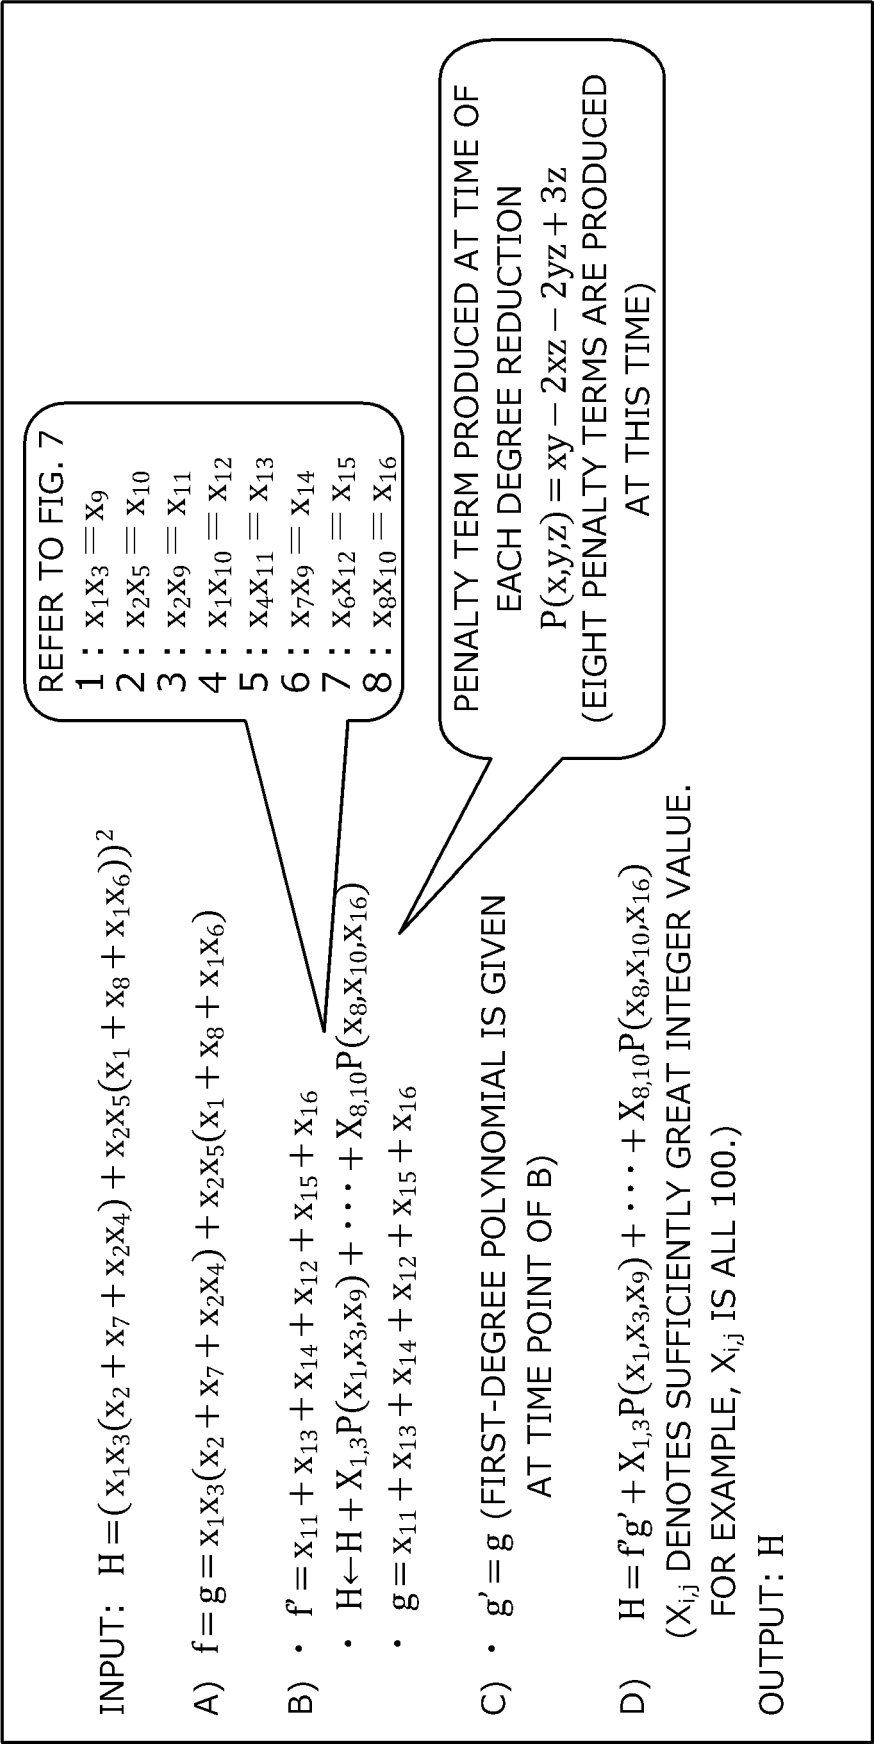 INPUT: H=(x₁x₃(x₂+x₇+x₂x₄)+x₂x₅(x₁+x₈+x₁x₆))²
A) f=g=x₁x₃(x₂+x₇+x₂x₄)+x₂x₅(x₁+x₈+x₁x₆)
B) · f'=x₁₁+x₁₃+x₁₄+x₁₂+x₁₅+x₁₆
· H←H+X₁,₃P(x₁,x₃,x₉)+⋯+X₈,₁₀P(x₈,x₁₀,x₁₆)
· g=x₁₁+x₁₃+x₁₄+x₁₂+x₁₅+x₁₆
REFER TO FIG. 7
1: x₁x₃=x₉
2: x₂x₅=x₁₀
3: x₂x₉=x₁₁
4: x₁x₁₀=x₁₂
5: x₄x₁₁=x₁₃
6: x₇x₉=x₁₄
7: x₆x₁₂=x₁₅
8: x₈x₁₀=x₁₆
PENALTY TERM PRODUCED AT TIME OF
EACH DEGREE REDUCTION
P(x,y,z)=xy−2xz−2yz+3z
(EIGHT PENALTY TERMS ARE PRODUCED
AT THIS TIME)
C) · g'=g (FIRST-DEGREE POLYNOMIAL IS GIVEN
AT TIME POINT OF B)
D) H=f'g'+X₁,₃P(x₁,x₃,x₉)+⋯+X₈,₁₀P(x₈,x₁₀,x₁₆)
(Xᵢ,ⱼ DENOTES SUFFICIENTLY GREAT INTEGER VALUE.
FOR EXAMPLE, Xᵢ,ⱼ IS ALL 100.)
OUTPUT: H